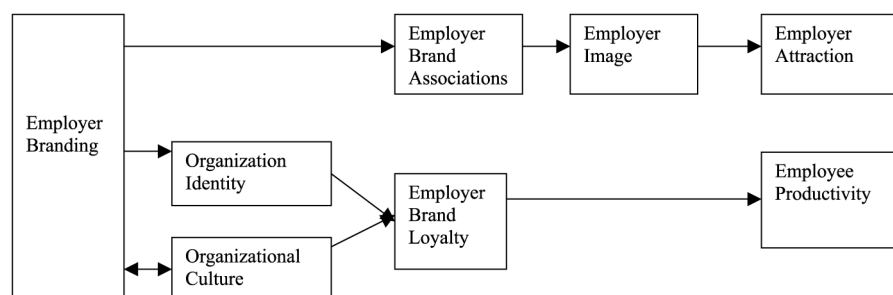 Employer
Branding
Employer
Brand
Associations
Employer
Image
Employer
Attraction
Organization
Identity
Organizational
Culture
Employer
Brand
Loyalty
Employee
Productivity